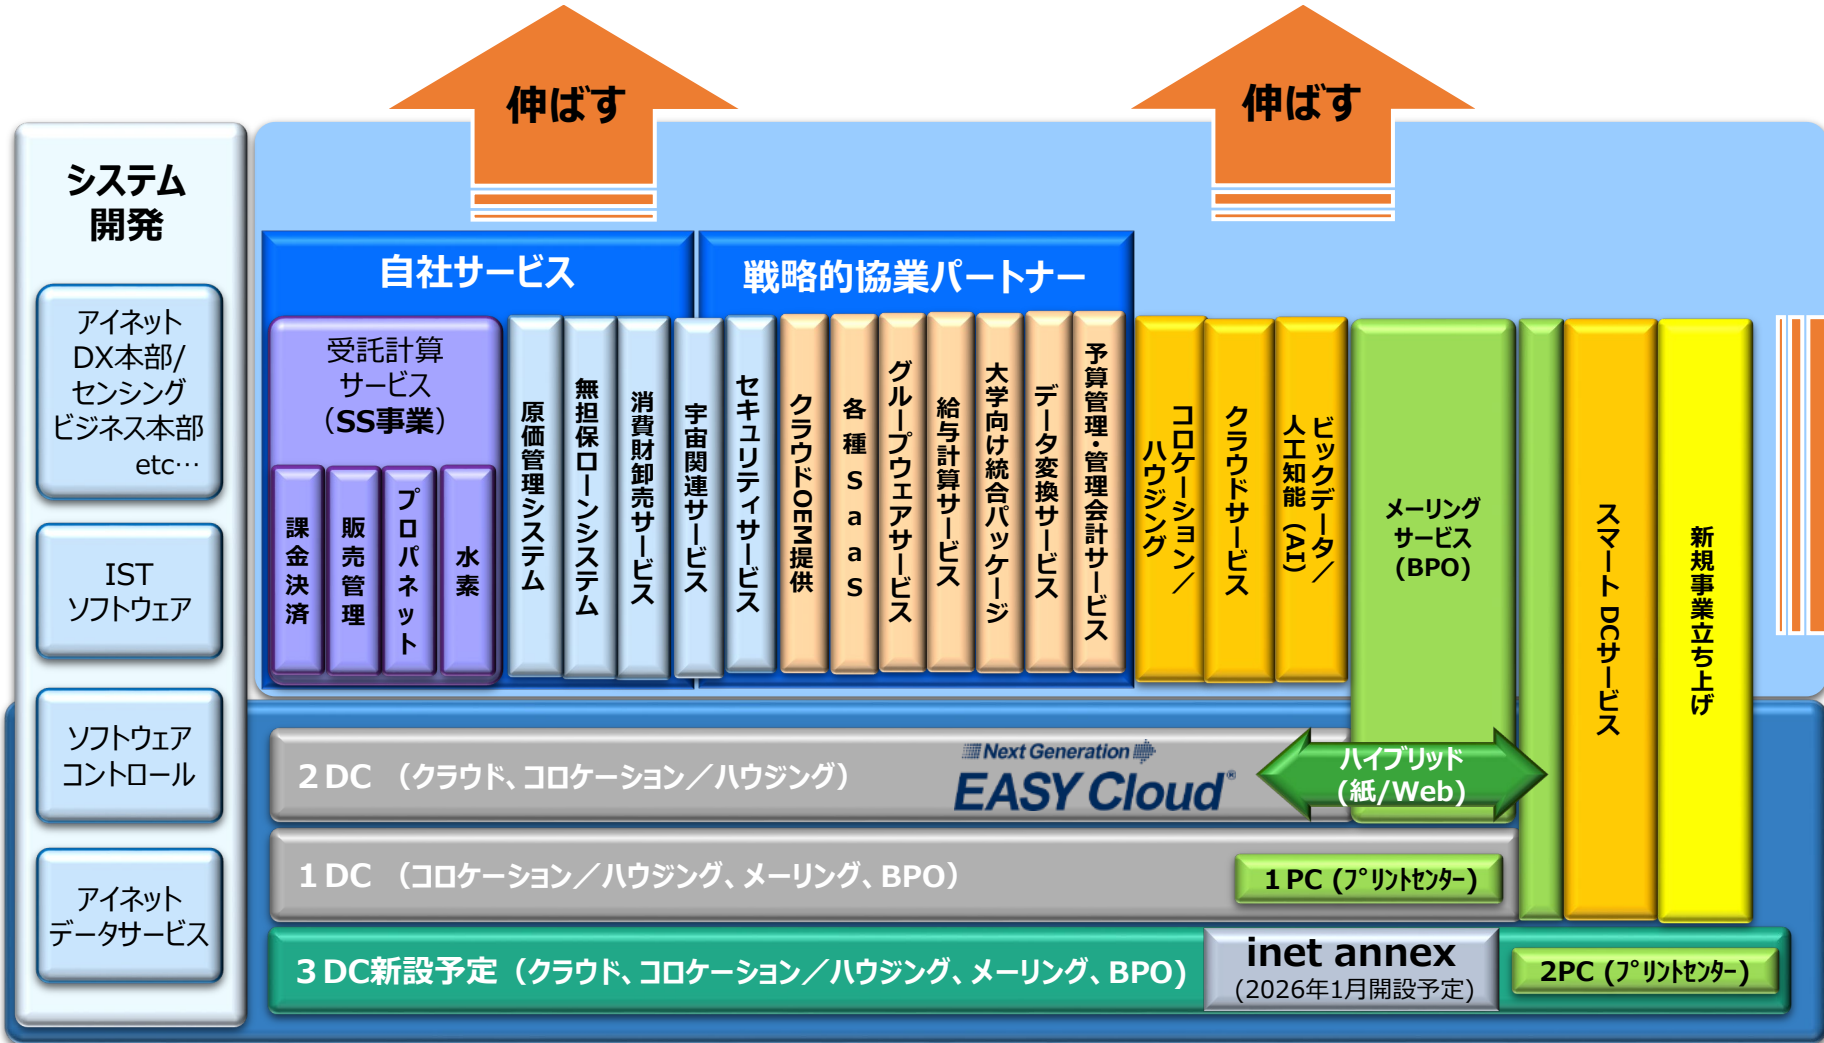 伸ばす
伸ばす
システム
開発
アイネット
DX本部/
センシング
ビジネス本部
etc…
IST
ソフトウェア
ソフトウェア
コントロール
アイネット
データサービス
自社サービス
戦略的協業パートナー
受託計算
サービス
（SS事業）
課金決済
販売管理
プロパネット
水素
原価管理システム
無担保ローンシステム
消費財卸売サービス
宇宙関連サービス
セキュリティサービス
クラウドOEM提供
各種SaaS
グループウェアサービス
給与計算サービス
大学向け統合パッケージ
データ変換サービス
予算管理・管理会計サービス
コロケーション／
ハウジング
クラウドサービス
ビックデータ／
人工知能（AI）
メーリング
サービス
(BPO)
スマート DCサービス
新規事業立ち上げ
２DC （クラウド、コロケーション／ハウジング）
Next Generation
EASY Cloud®
ハイブリッド
(紙/Web)
１DC （コロケーション／ハウジング、メーリング、BPO）
１PC (ﾌﾟﾘﾝﾄｾﾝﾀｰ)
３DC新設予定（クラウド、コロケーション／ハウジング、メーリング、BPO)
inet annex
(2026年1月開設予定)
2PC (ﾌﾟﾘﾝﾄｾﾝﾀｰ)